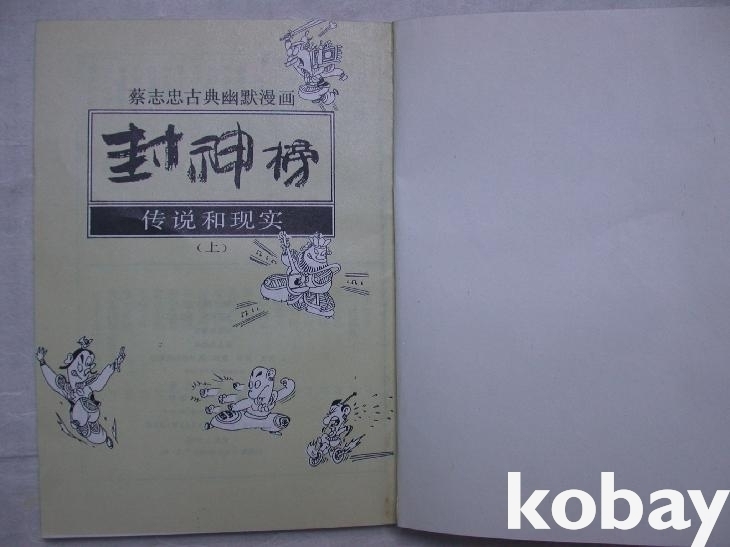 蔡志忠古典幽默漫画
封神榜
传说和现实
（上）
kobay